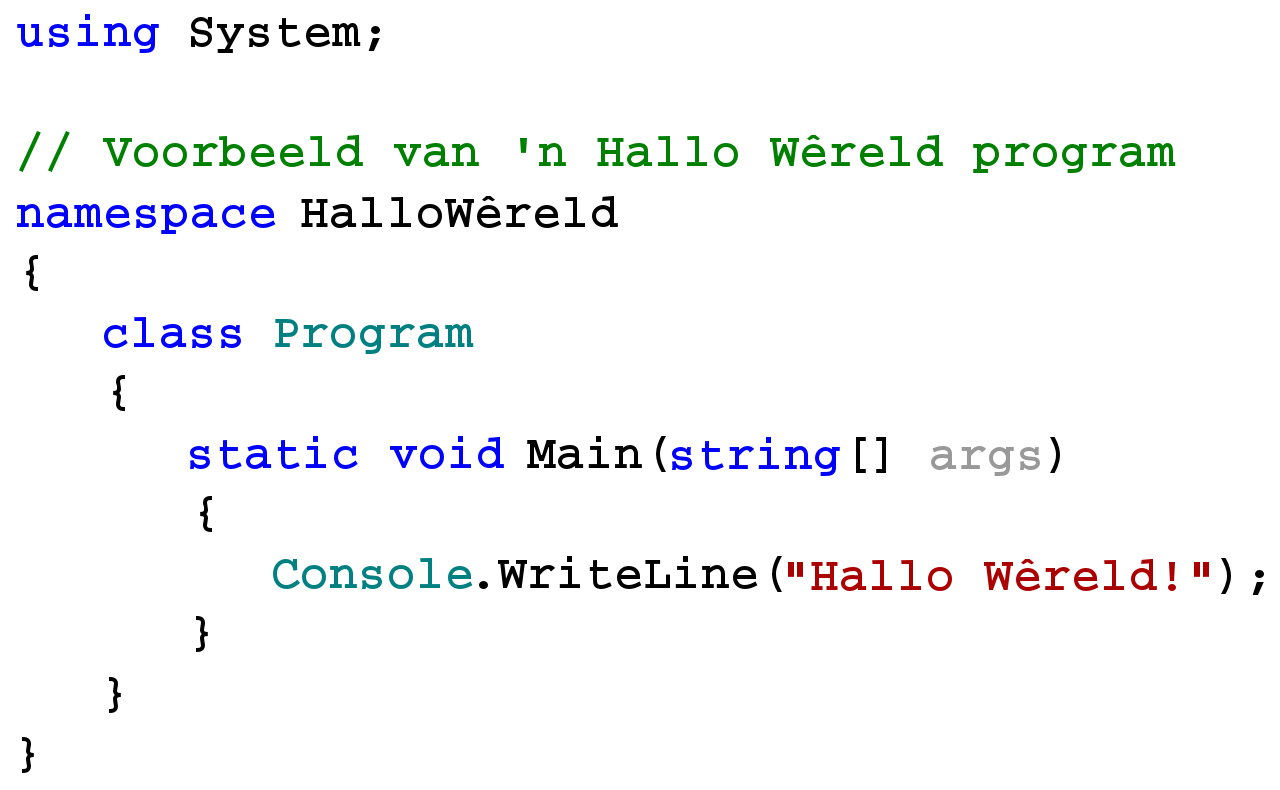 using System;

// Voorbeeld van 'n Hallo Wêreld program
namespace HalloWêreld
{
   class Program
   {
      static void Main(string[] args)
      {
         Console.WriteLine("Hallo Wêreld!");
      }
   }
}